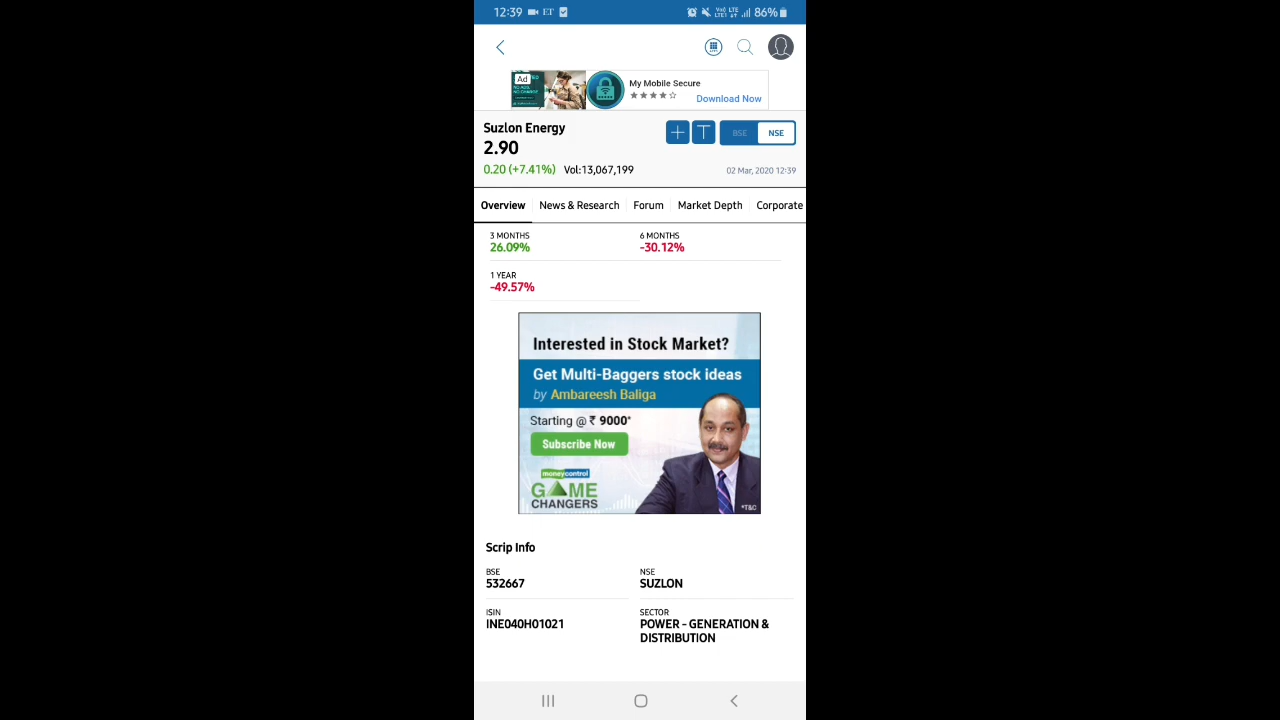 12:39 ET VoI) LTE LTE1 86%
Ad
My Mobile Secure
Download Now
Suzlon Energy
T BSE NSE
2.90
0.20 (+7.41%) Vol:13,067,199 02 Mar, 2020 12:39
Overview News & Research Forum Market Depth Corporate
3 MONTHS 6 MONTHS
26.09% -30.12%
1 YEAR
-49.57%
Interested in Stock Market?
Get Multi-Baggers stock ideas
by Ambareesh Baliga
Starting @ ₹ 9000*
Subscribe Now
moneycontrol
GAME
CHANGERS
*T&C
Scrip Info
BSE NSE
532667 SUZLON
ISIN SECTOR
INE040H01021 POWER - GENERATION &
DISTRIBUTION